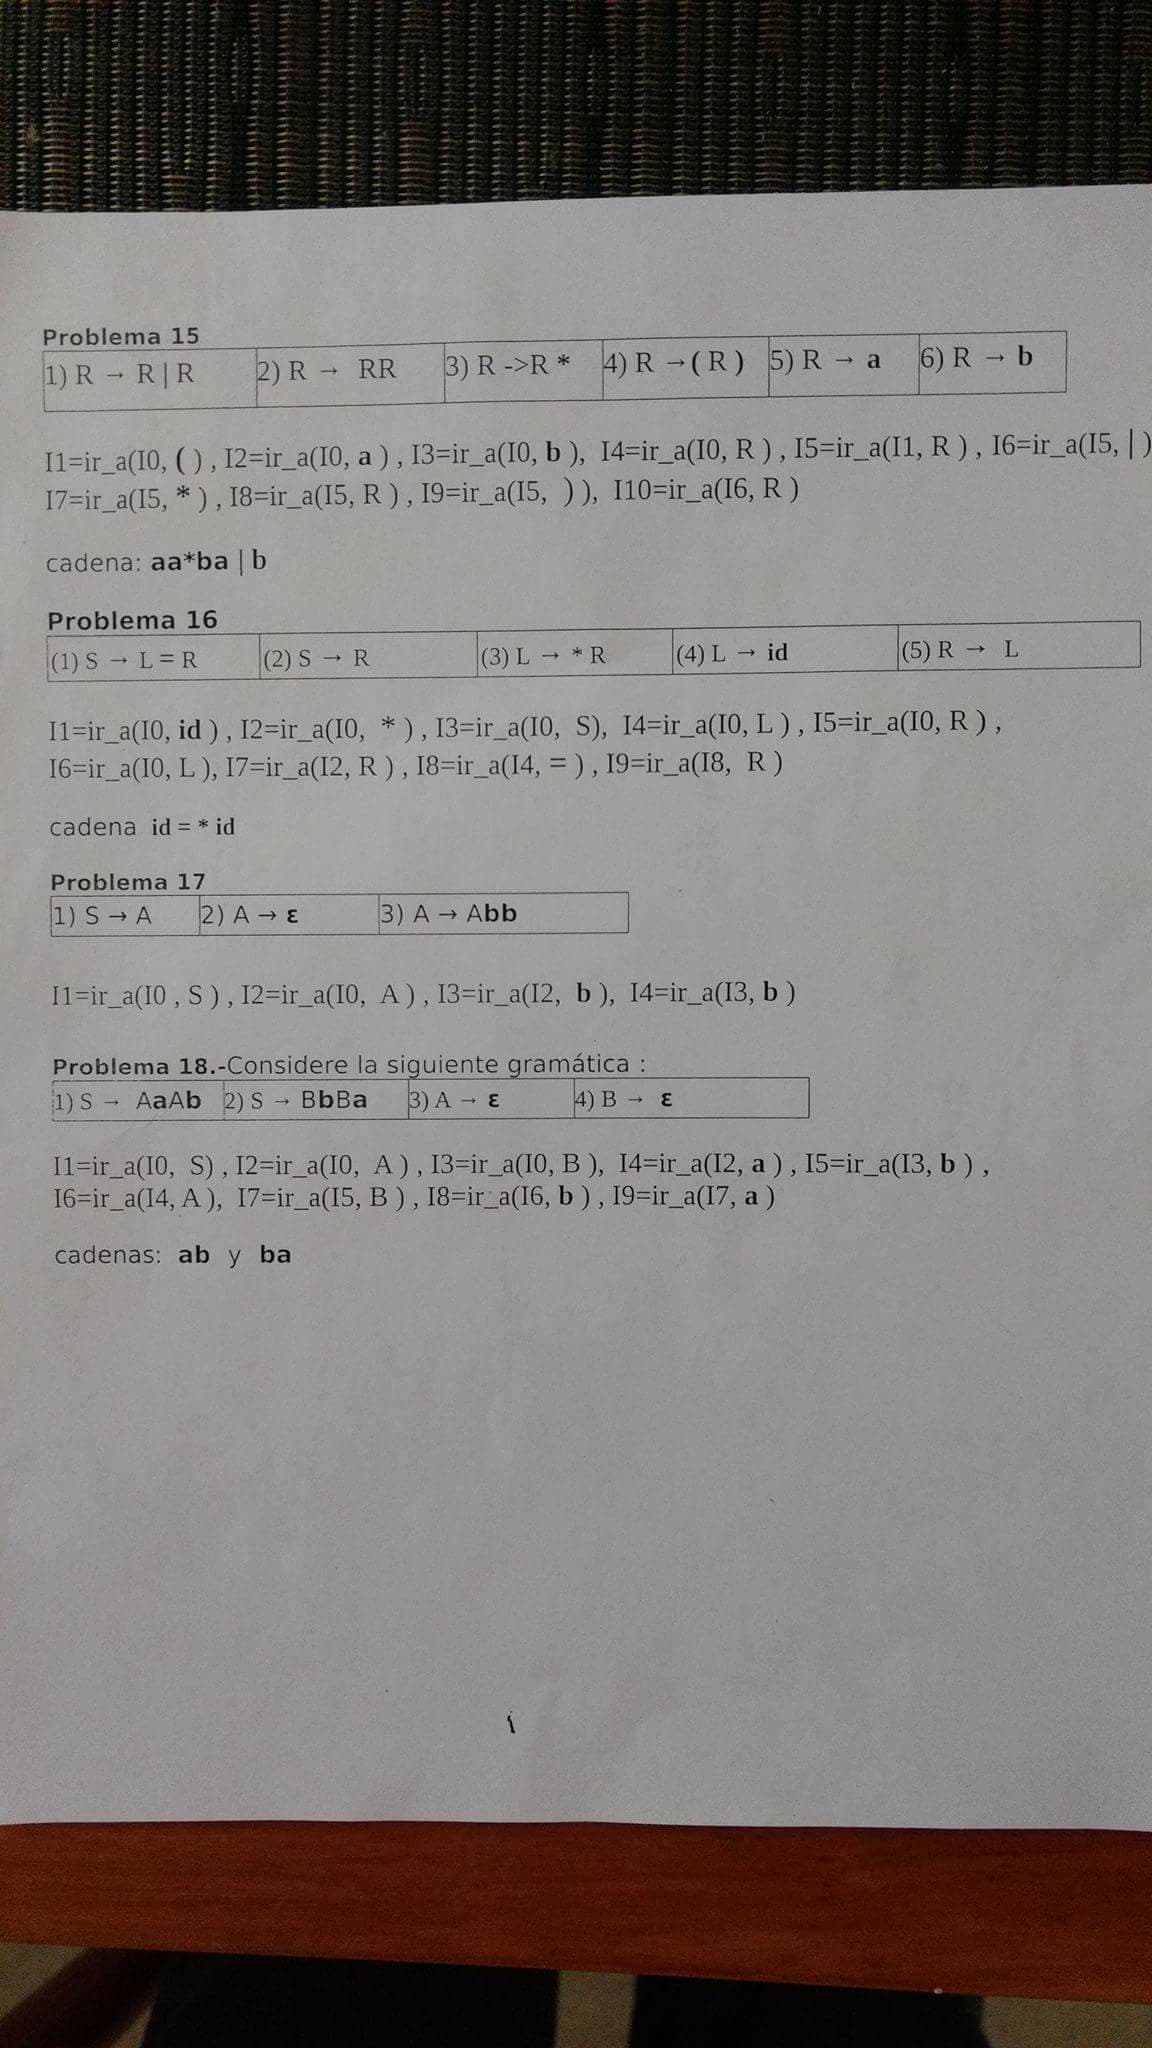 Problema 15
1) R → R | R 2) R → RR 3) R ->R * 4) R →( R ) 5) R → a 6) R → b
I1=ir_a(I0, ( ) , I2=ir_a(I0, a ) , I3=ir_a(I0, b ), I4=ir_a(I0, R ) , I5=ir_a(I1, R ) , I6=ir_a(I5, | )
I7=ir_a(I5, * ) , I8=ir_a(I5, R ) , I9=ir_a(I5, ) ), I10=ir_a(I6, R )
cadena: aa*ba | b
Problema 16
(1) S → L = R (2) S → R (3) L → * R (4) L → id (5) R → L
I1=ir_a(I0, id ) , I2=ir_a(I0, * ) , I3=ir_a(I0, S), I4=ir_a(I0, L ) , I5=ir_a(I0, R ) ,
I6=ir_a(I0, L ), I7=ir_a(I2, R ) , I8=ir_a(I4, = ) , I9=ir_a(I8, R )
cadena id = * id
Problema 17
1) S → A 2) A → ε 3) A → Abb
I1=ir_a(I0 , S ) , I2=ir_a(I0, A ) , I3=ir_a(I2, b ), I4=ir_a(I3, b )
Problema 18.-Considere la siguiente gramática :
1) S → AaAb 2) S → BbBa 3) A → ε 4) B → ε
I1=ir_a(I0, S) , I2=ir_a(I0, A ) , I3=ir_a(I0, B ), I4=ir_a(I2, a ) , I5=ir_a(I3, b ) ,
I6=ir_a(I4, A ), I7=ir_a(I5, B ) , I8=ir_a(I6, b ) , I9=ir_a(I7, a )
cadenas: ab y ba